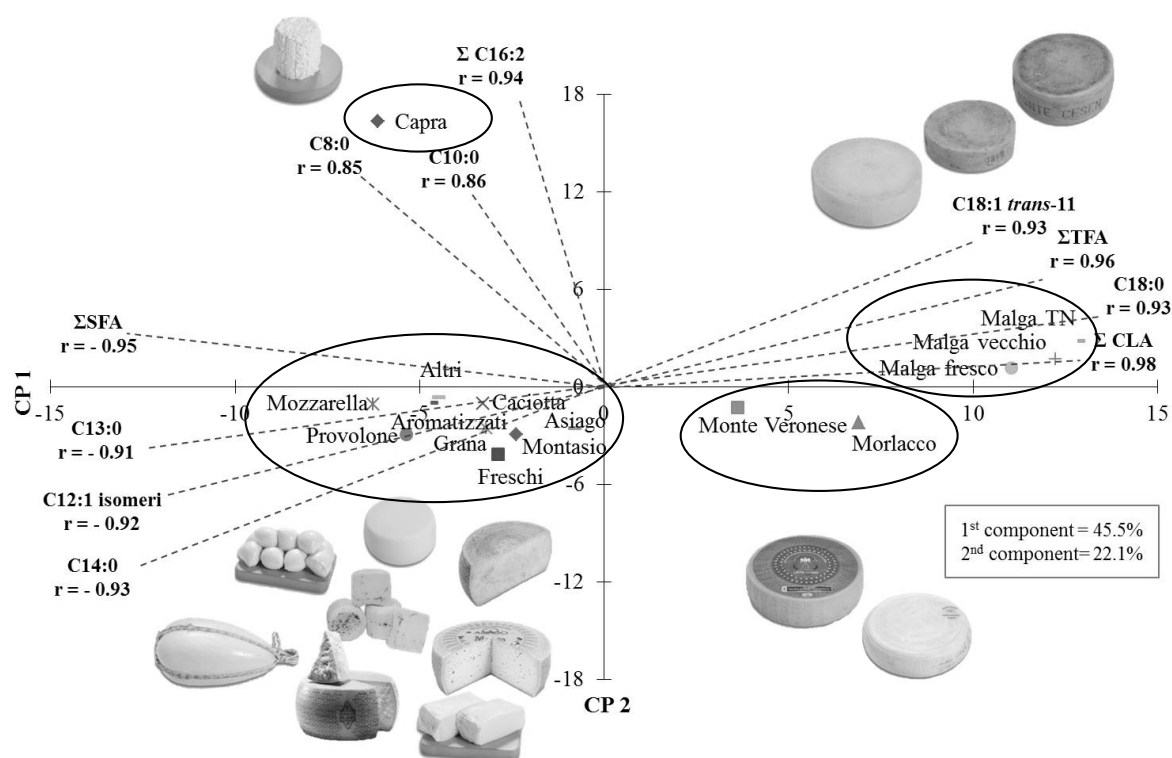 Σ C16:2
r = 0.94
18
Capra
C8:0
r = 0.85
C10:0
r = 0.86
12
C18:1 trans-11
r = 0.93
ΣTFA
r = 0.96
6
C18:0
r = 0.93
ΣSFA
r = - 0.95
Malga TN
Malga vecchio
Σ CLA
r = 0.98
Malga fresco
Altri
CP 1
0
-15
-10
-5
0
5
10
15
Mozzarella
Caciotta
C13:0
r = - 0.91
Aromatizzati
Asiago
Provolone
Grana
Montasio
Monte Veronese
Morlacco
Freschi
C12:1 isomeri
r = - 0.92
-6
C14:0
r = - 0.93
1st component = 45.5%
2nd component= 22.1%
-12
-18
CP 2